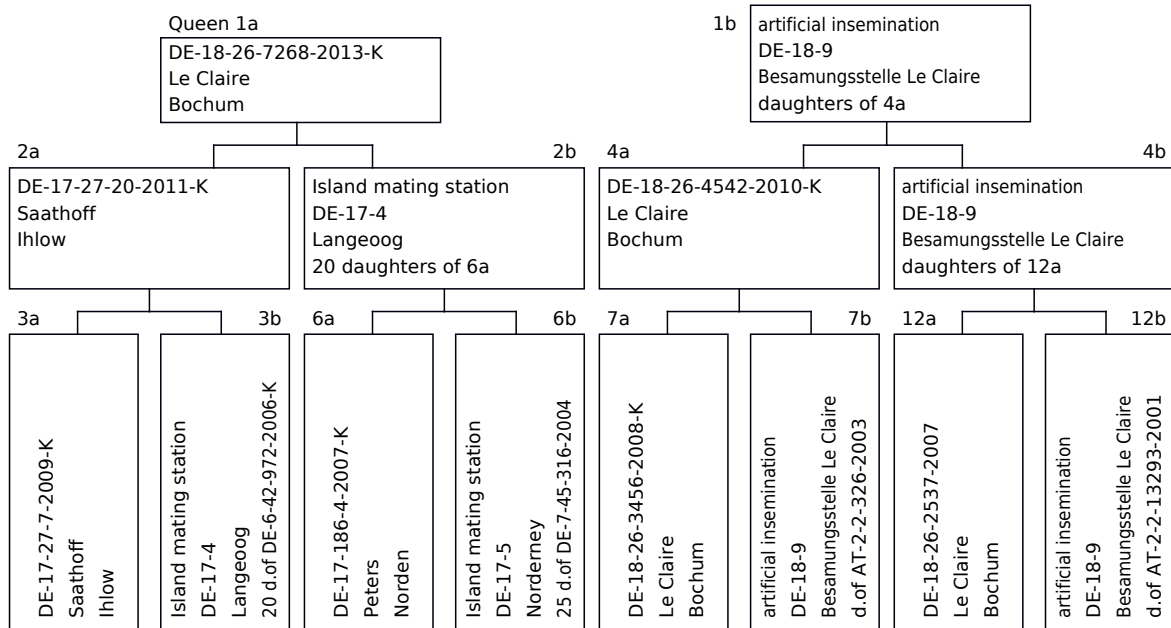 Queen 1a
DE-18-26-7268-2013-K
Le Claire
Bochum
1b
artificial insemination
DE-18-9
Besamungsstelle Le Claire
daughters of 4a
2a
DE-17-27-20-2011-K
Saathoff
Ihlow
2b
Island mating station
DE-17-4
Langeoog
20 daughters of 6a
4a
DE-18-26-4542-2010-K
Le Claire
Bochum
4b
artificial insemination
DE-18-9
Besamungsstelle Le Claire
daughters of 12a
3a
DE-17-27-7-2009-K
Saathoff
Ihlow
3b
Island mating station
DE-17-4
Langeoog
20 d.of DE-6-42-972-2006-K
6a
DE-17-186-4-2007-K
Peters
Norden
6b
Island mating station
DE-17-5
Norderney
25 d.of DE-7-45-316-2004
7a
DE-18-26-3456-2008-K
Le Claire
Bochum
7b
artificial insemination
DE-18-9
Besamungsstelle Le Claire
d.of AT-2-2-326-2003
12a
DE-18-26-2537-2007
Le Claire
Bochum
12b
artificial insemination
DE-18-9
Besamungsstelle Le Claire
d.of AT-2-2-13293-2001